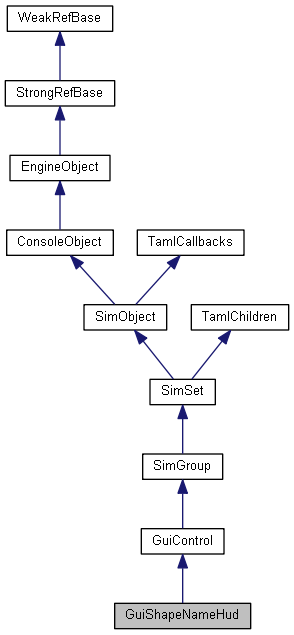 WeakRefBase
StrongRefBase
EngineObject
ConsoleObject
TamlCallbacks
SimObject
TamlChildren
SimSet
SimGroup
GuiControl
GuiShapeNameHud